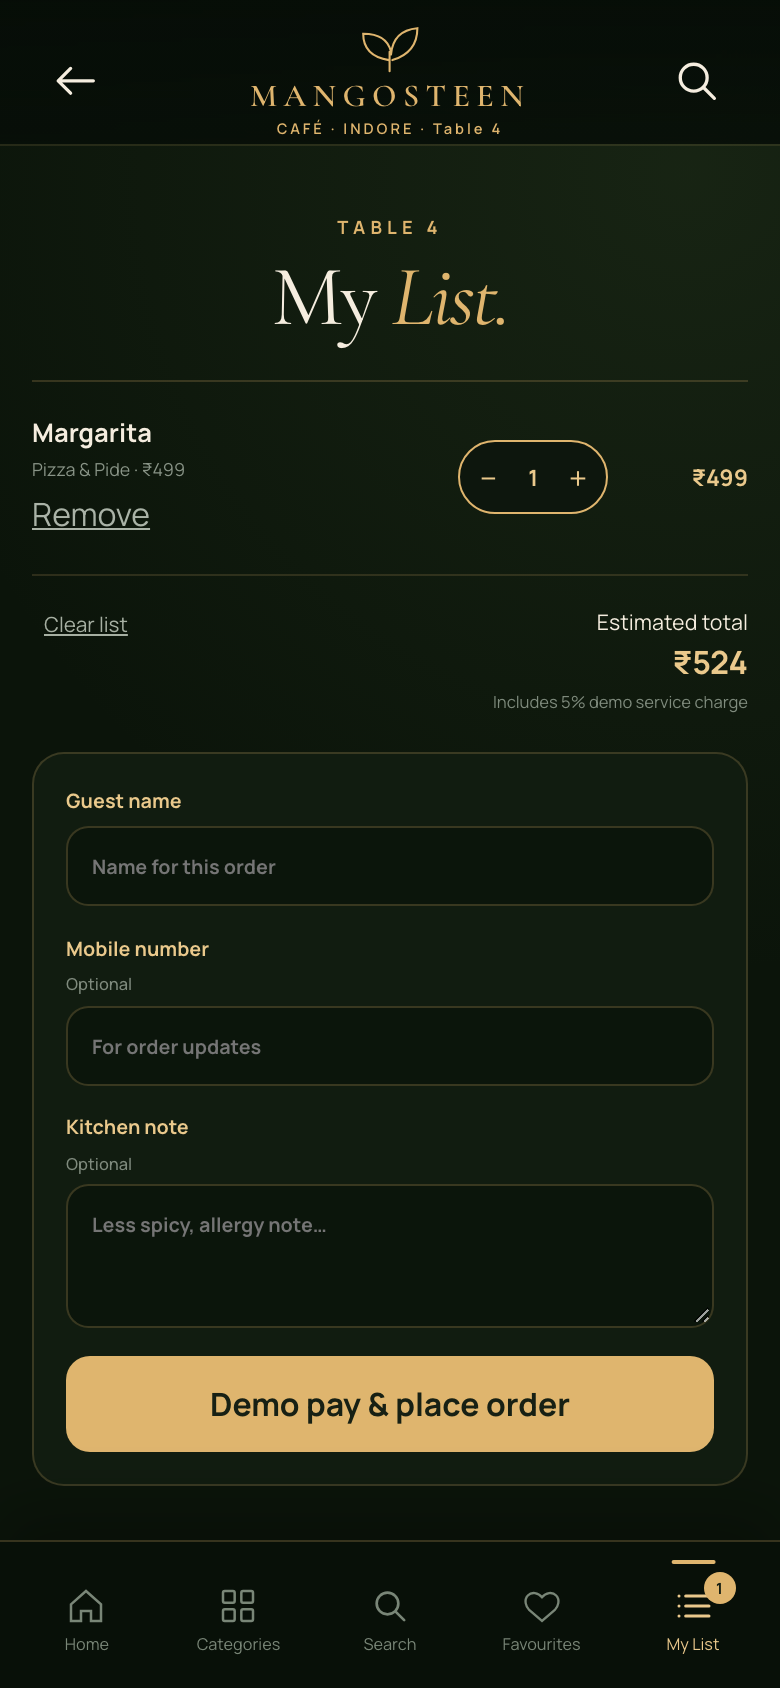 MANGOSTEEN
CAFÉ · INDORE · Table 4
TABLE 4
My List.
Margarita
Pizza & Pide · ₹499
Remove
− 1 +
₹499
Clear list
Estimated total
₹524
Includes 5% demo service charge
Guest name
Name for this order
Mobile number
Optional
For order updates
Kitchen note
Optional
Less spicy, allergy note…
Demo pay & place order
1
Home
Categories
Search
Favourites
My List